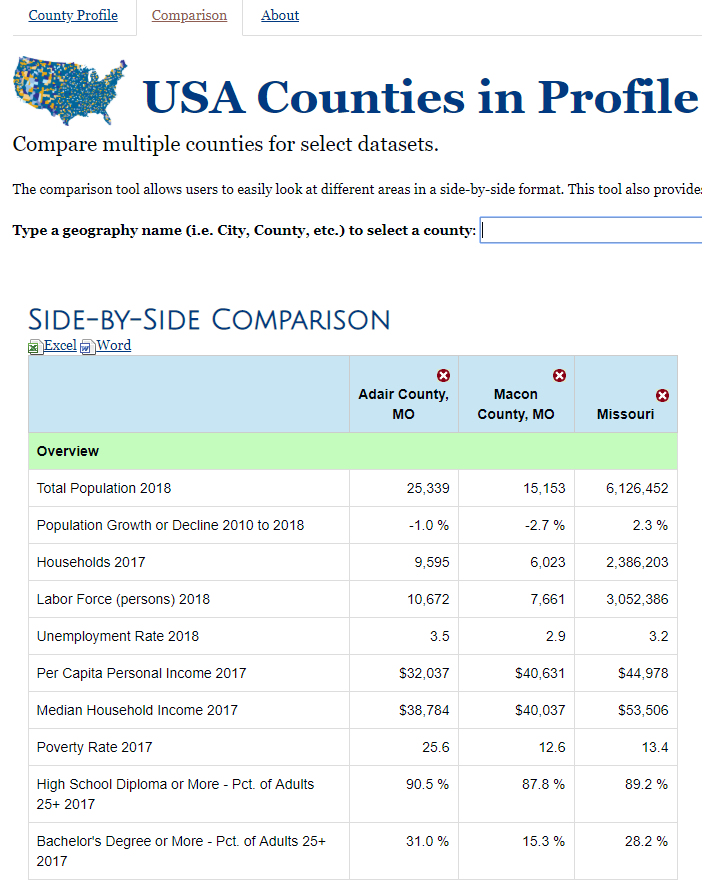 County Profile Comparison About
USA Counties in Profile
Compare multiple counties for select datasets.
The comparison tool allows users to easily look at different areas in a side-by-side format. This tool also provide
Type a geography name (i.e. City, County, etc.) to select a county:
Side-by-Side Comparison
Excel Word
Adair County, MO Macon County, MO Missouri
Overview
Total Population 2018 25,339 15,153 6,126,452
Population Growth or Decline 2010 to 2018 -1.0 % -2.7 % 2.3 %
Households 2017 9,595 6,023 2,386,203
Labor Force (persons) 2018 10,672 7,661 3,052,386
Unemployment Rate 2018 3.5 2.9 3.2
Per Capita Personal Income 2017 $32,037 $40,631 $44,978
Median Household Income 2017 $38,784 $40,037 $53,506
Poverty Rate 2017 25.6 12.6 13.4
High School Diploma or More - Pct. of Adults 90.5 % 87.8 % 89.2 %
25+ 2017
Bachelor's Degree or More - Pct. of Adults 25+ 31.0 % 15.3 % 28.2 %
2017